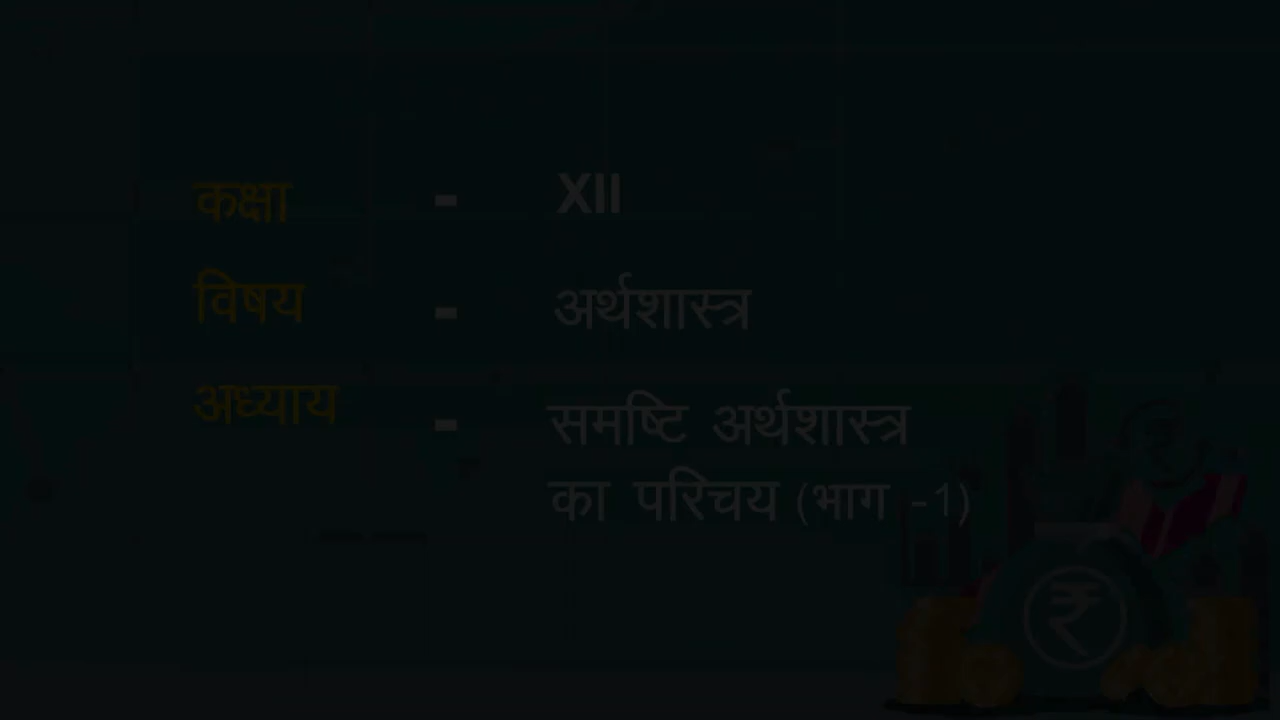 कक्षा - XII
विषय - अर्थशास्त्र
अध्याय - समष्टि अर्थशास्त्र
का परिचय (भाग -1)
₹